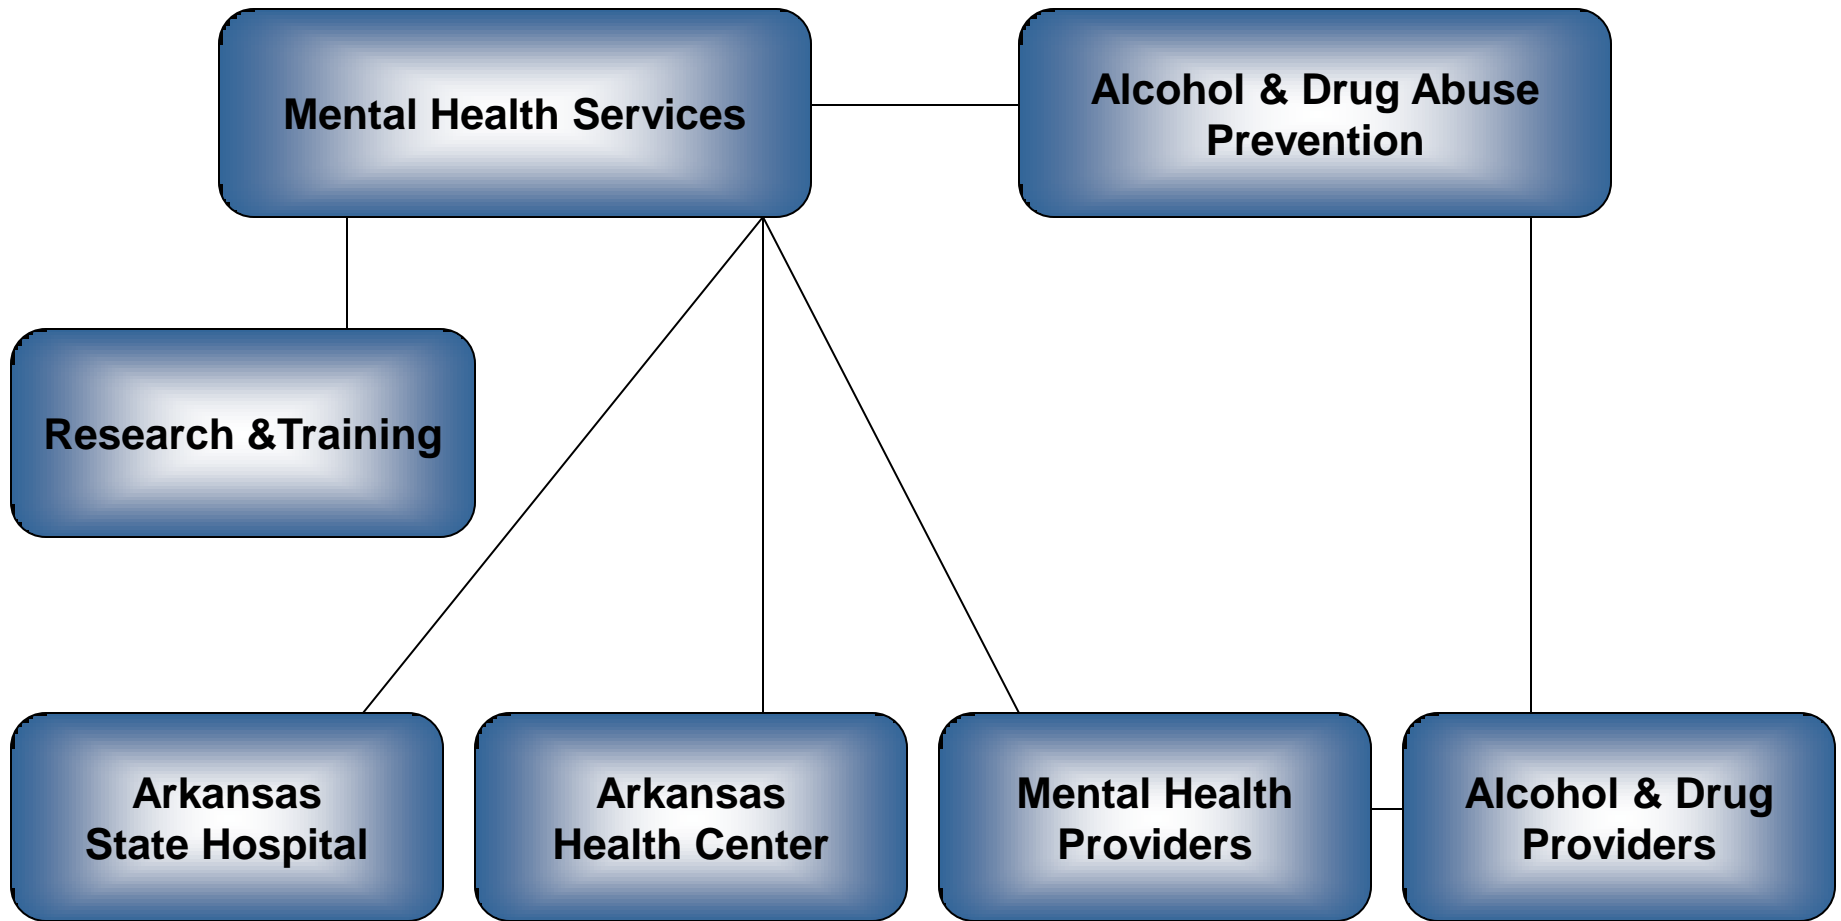 Mental Health Services
Alcohol & Drug Abuse
Prevention
Research &Training
Arkansas
State Hospital
Arkansas
Health Center
Mental Health
Providers
Alcohol & Drug
Providers